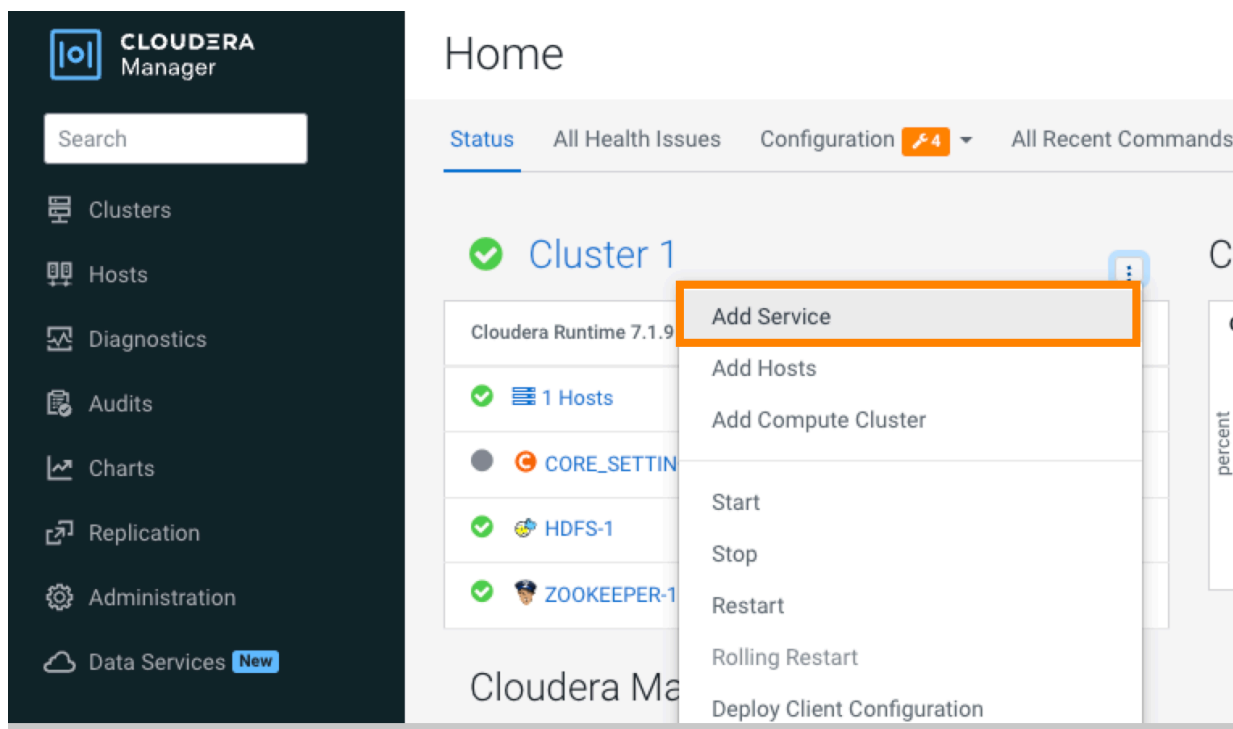 CLOUDERA
Manager
Search
Clusters
Hosts
Diagnostics
Audits
Charts
Replication
Administration
Data Services New
Home
Status All Health Issues Configuration 4 All Recent Commands
Cluster 1
Cloudera Runtime 7.1.9
1 Hosts
CORE_SETTIN
HDFS-1
ZOOKEEPER-1
Cloudera Ma
Add Service
Add Hosts
Add Compute Cluster
Start
Stop
Restart
Rolling Restart
Deploy Client Configuration
C
percent